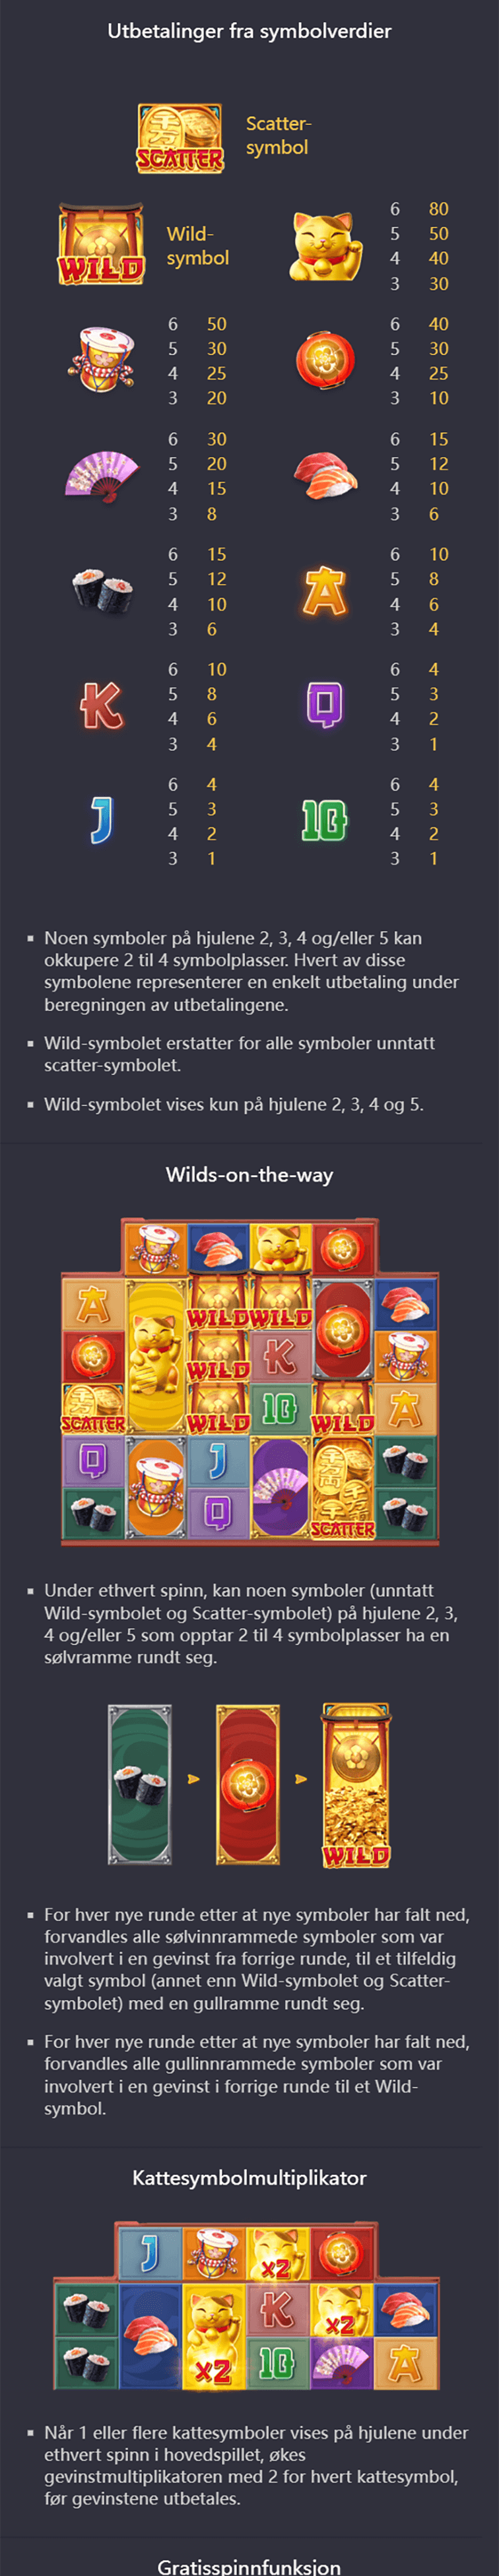 Utbetalinger fra symbolverdier
SCATTER
Scatter-
symbol
WILD
Wild-
symbol
6 80
5 50
4 40
3 30
6 50
5 30
4 25
3 20
6 40
5 30
4 25
3 10
6 30
5 20
4 15
3 8
6 15
5 12
4 10
3 6
6 15
5 12
4 10
3 6
A
6 10
5 8
4 6
3 4
K
6 10
5 8
4 6
3 4
Q
6 4
5 3
4 2
3 1
J
6 4
5 3
4 2
3 1
10
6 4
5 3
4 2
3 1
▪ Noen symboler på hjulene 2, 3, 4 og/eller 5 kan
okkupere 2 til 4 symbolplasser. Hvert av disse
symbolene representerer en enkelt utbetaling under
beregningen av utbetalingene.
▪ Wild-symbolet erstatter for alle symboler unntatt
scatter-symbolet.
▪ Wild-symbolet vises kun på hjulene 2, 3, 4 og 5.
Wilds-on-the-way
A WILD WILD
WILD K
SCATTER WILD 10 WILD A
Q J
Q SCATTER
▪ Under ethvert spinn, kan noen symboler (unntatt
Wild-symbolet og Scatter-symbolet) på hjulene 2, 3,
4 og/eller 5 som opptar 2 til 4 symbolplasser ha en
sølvramme rundt seg.
WILD
▪ For hver nye runde etter at nye symboler har falt ned,
forvandles alle sølvinnrammede symboler som var
involvert i en gevinst fra forrige runde, til et tilfeldig
valgt symbol (annet enn Wild-symbolet og Scatter-
symbolet) med en gullramme rundt seg.
▪ For hver nye runde etter at nye symboler har falt ned,
forvandles alle gullinnrammede symboler som var
involvert i en gevinst i forrige runde til et Wild-
symbol.
Kattesymbolmultiplikator
J x2
K x2
x2 10 A
▪ Når 1 eller flere kattesymboler vises på hjulene under
ethvert spinn i hovedspillet, økes
gevinstmultiplikatoren med 2 for hvert kattesymbol,
før gevinstene utbetales.
Gratisspinnfunksjon